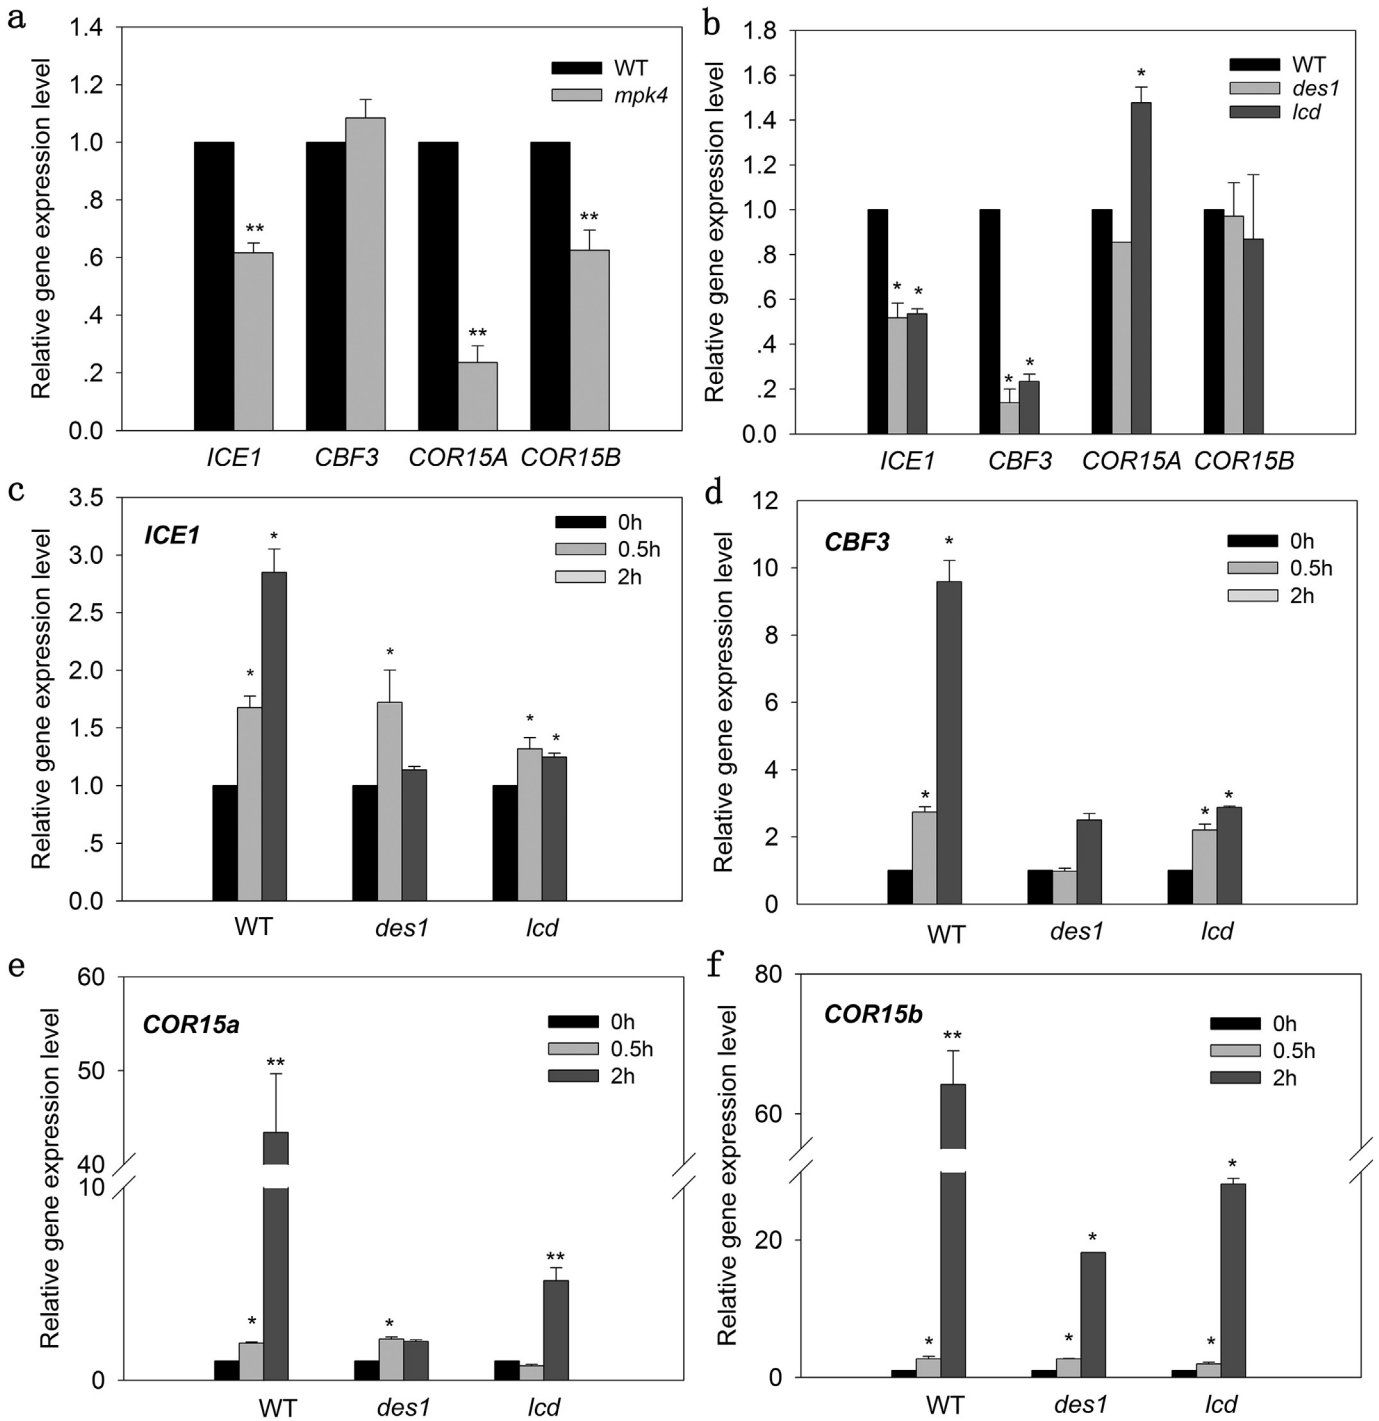 a
Relative gene expression level
1.4
1.2
1.0
.8
.6
.4
.2
0.0
WT
mpk4
**
**
**
ICE1 CBF3 COR15A COR15B
b
Relative gene expression level
1.8
1.6
1.4
1.2
1.0
.8
.6
.4
.2
0.0
WT
des1
lcd
*
* *
* *
ICE1 CBF3 COR15A COR15B
c
Relative gene expression level
3.5
3.0
2.5
2.0
1.5
1.0
.5
0.0
ICE1
0h
0.5h
2h
*
*
*
*
*
WT des1 lcd
d
Relative gene expression level
12
10
8
6
4
2
0
CBF3
0h
0.5h
2h
*
*
*
*
WT des1 lcd
e
Relative gene expression level
60
50
40
10
0
COR15a
0h
0.5h
2h
**
**
*
*
WT des1 lcd
f
Relative gene expression level
80
60
20
0
COR15b
0h
0.5h
2h
**
*
*
*
*
*
WT des1 lcd